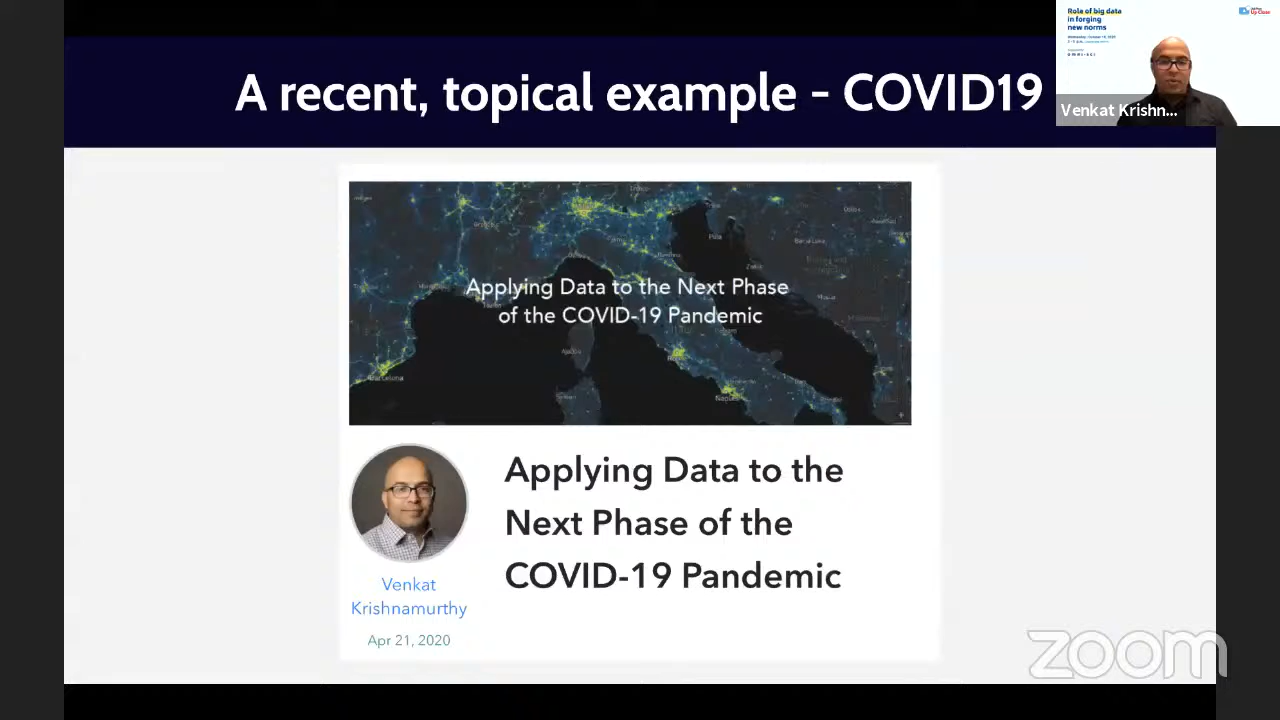 A recent, topical example - COVID19
Role of big data
in forging
new norms
Venkat Krishn...
Applying Data to the Next Phase
of the COVID-19 Pandemic
Barcelona
Applying Data to the
Next Phase of the
COVID-19 Pandemic
Venkat
Krishnamurthy
Apr 21, 2020
zoom